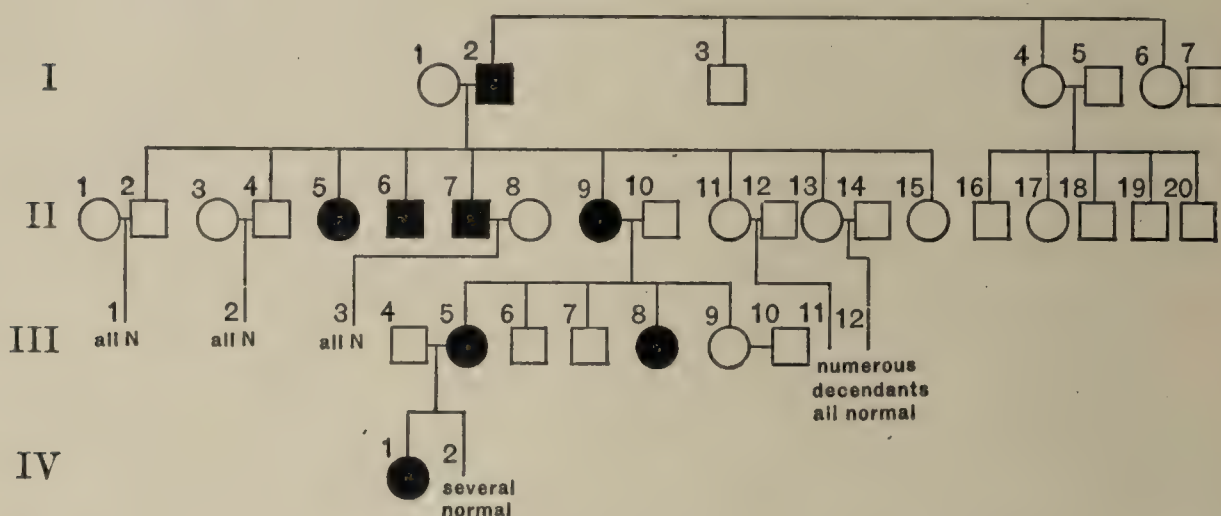 1 2 3 4 5 6 7
I
1 2 3 4 5 6 7 8 9 10 11 12 13 14 15 16 17 18 19 20
II
1 2 3 4 5 6 7 8 9 10 11 12
III
all N all N all N
numerous
decendants
all normal
1 2
IV
several
normal